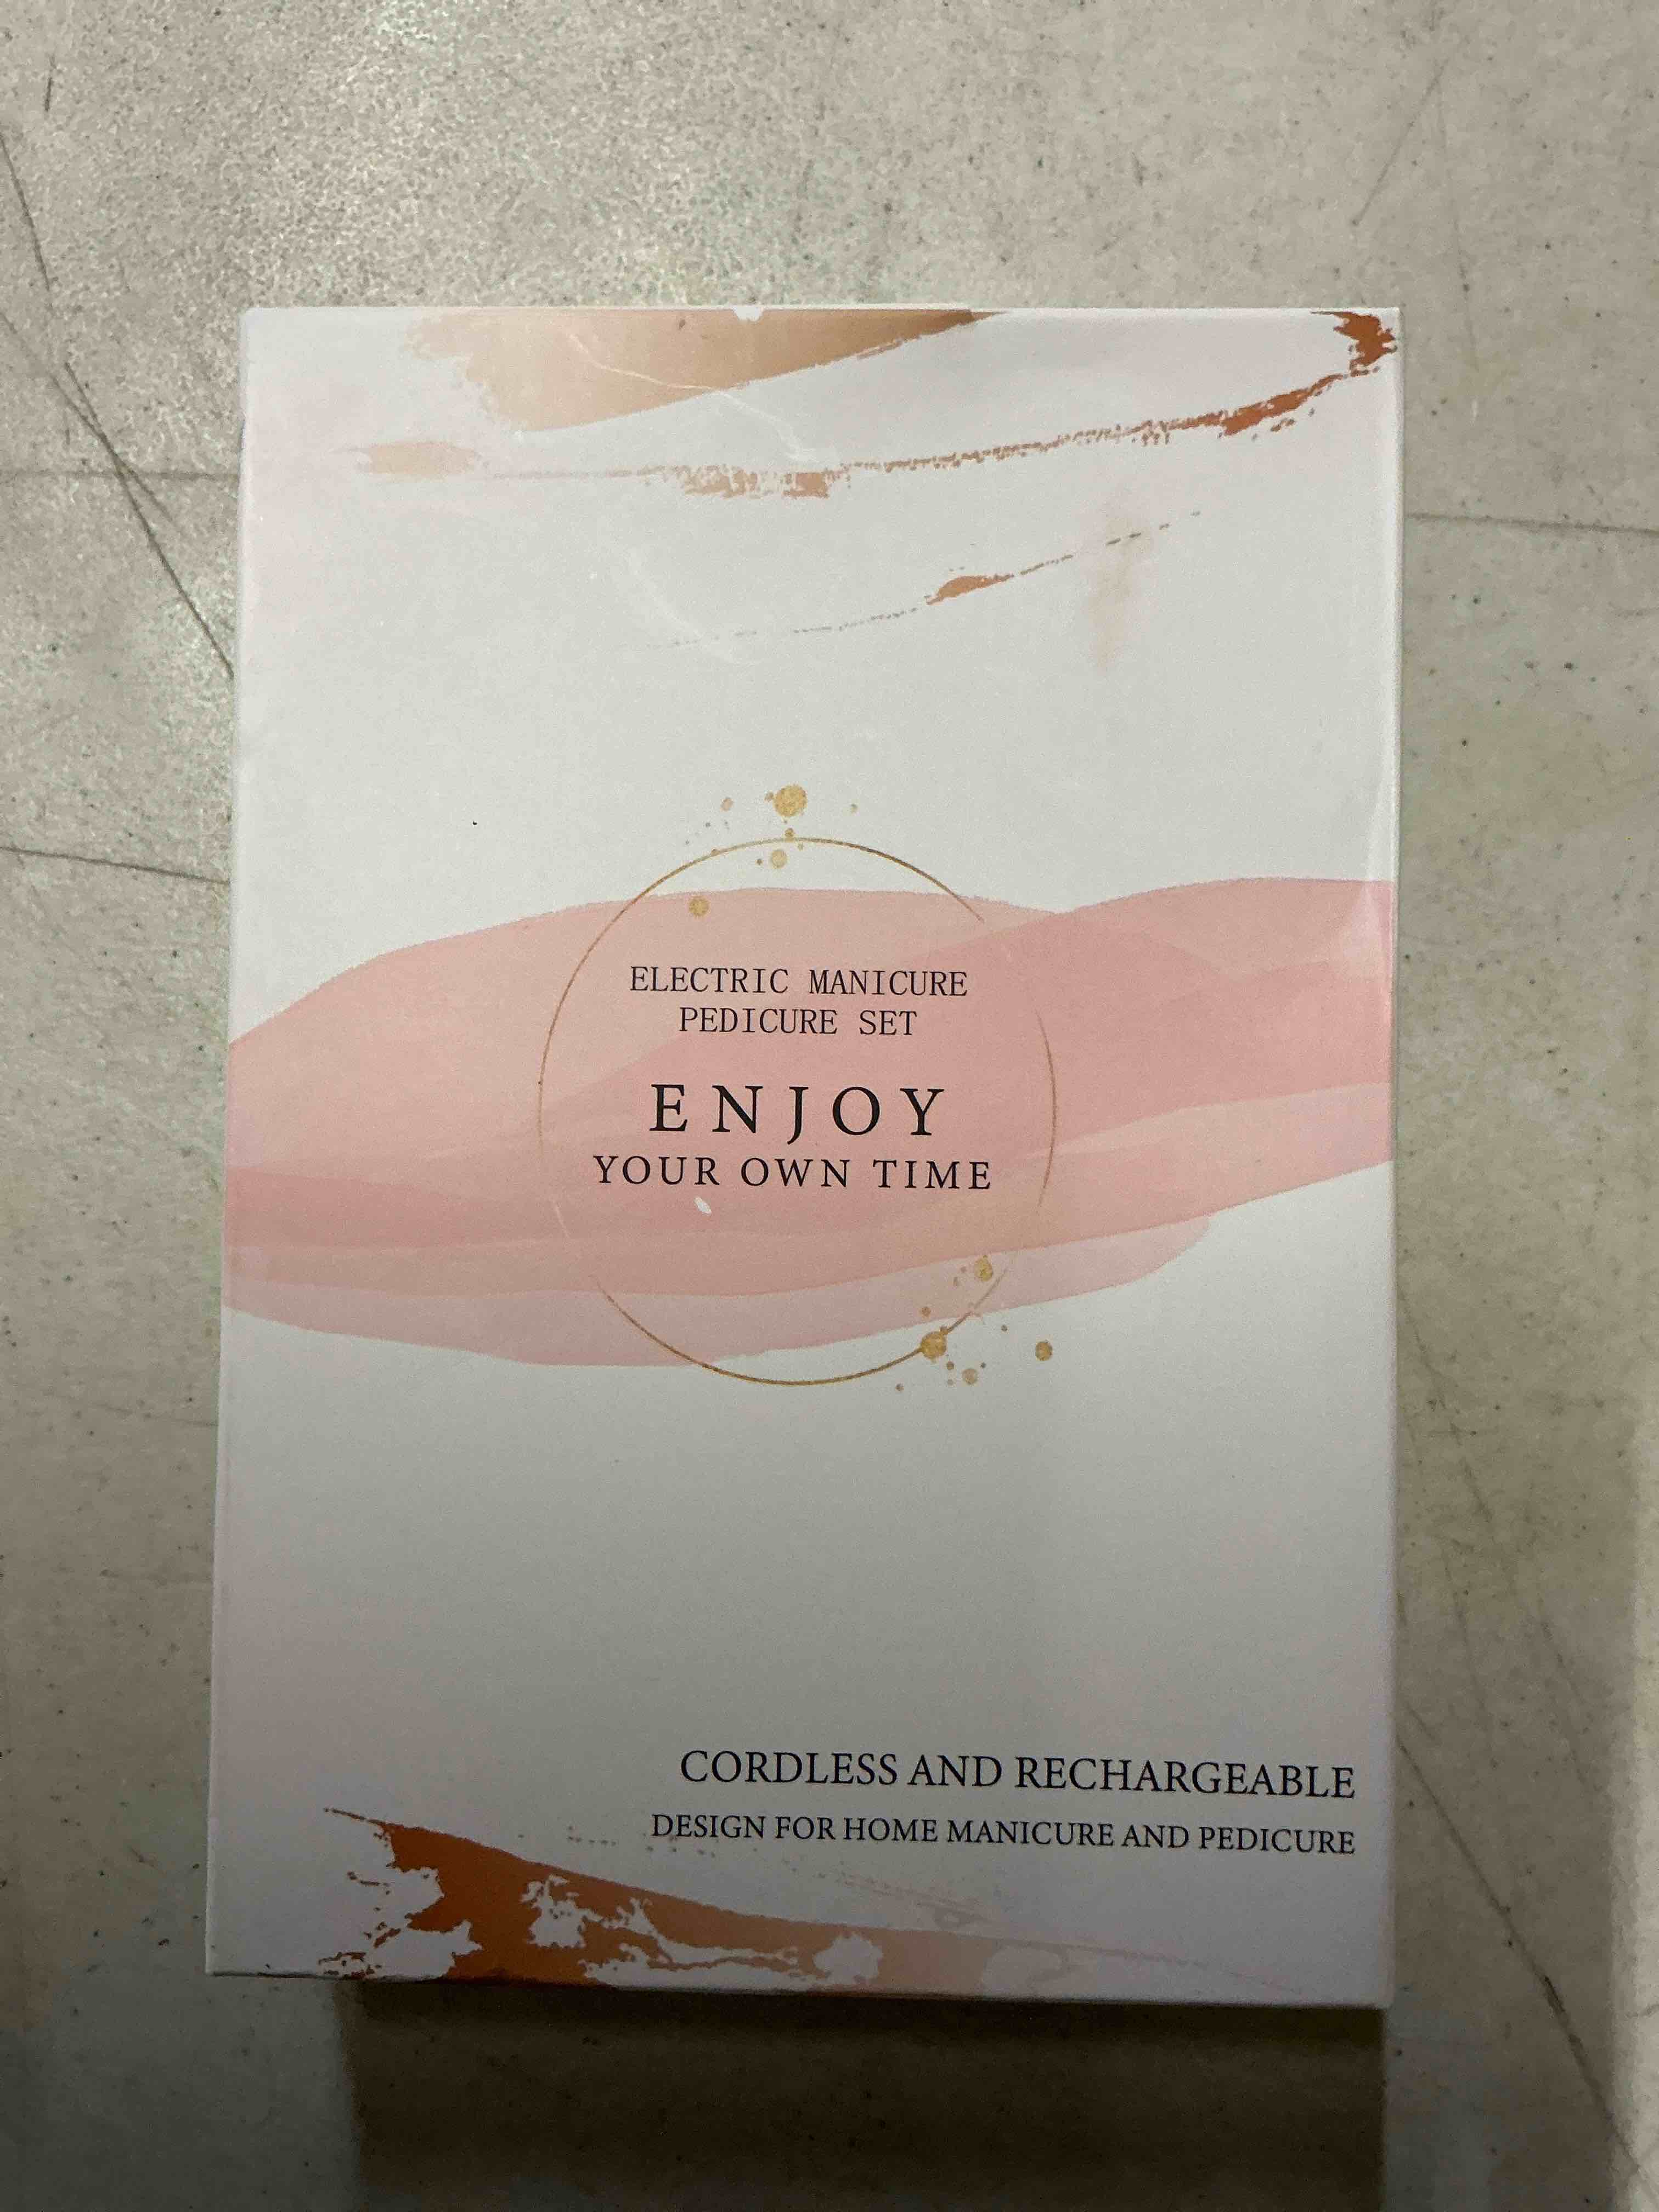 ELECTRIC MANICURE
PEDICURE SET
ENJOY
YOUR OWN TIME
CORDLESS AND RECHARGEABLE
DESIGN FOR HOME MANICURE AND PEDICURE